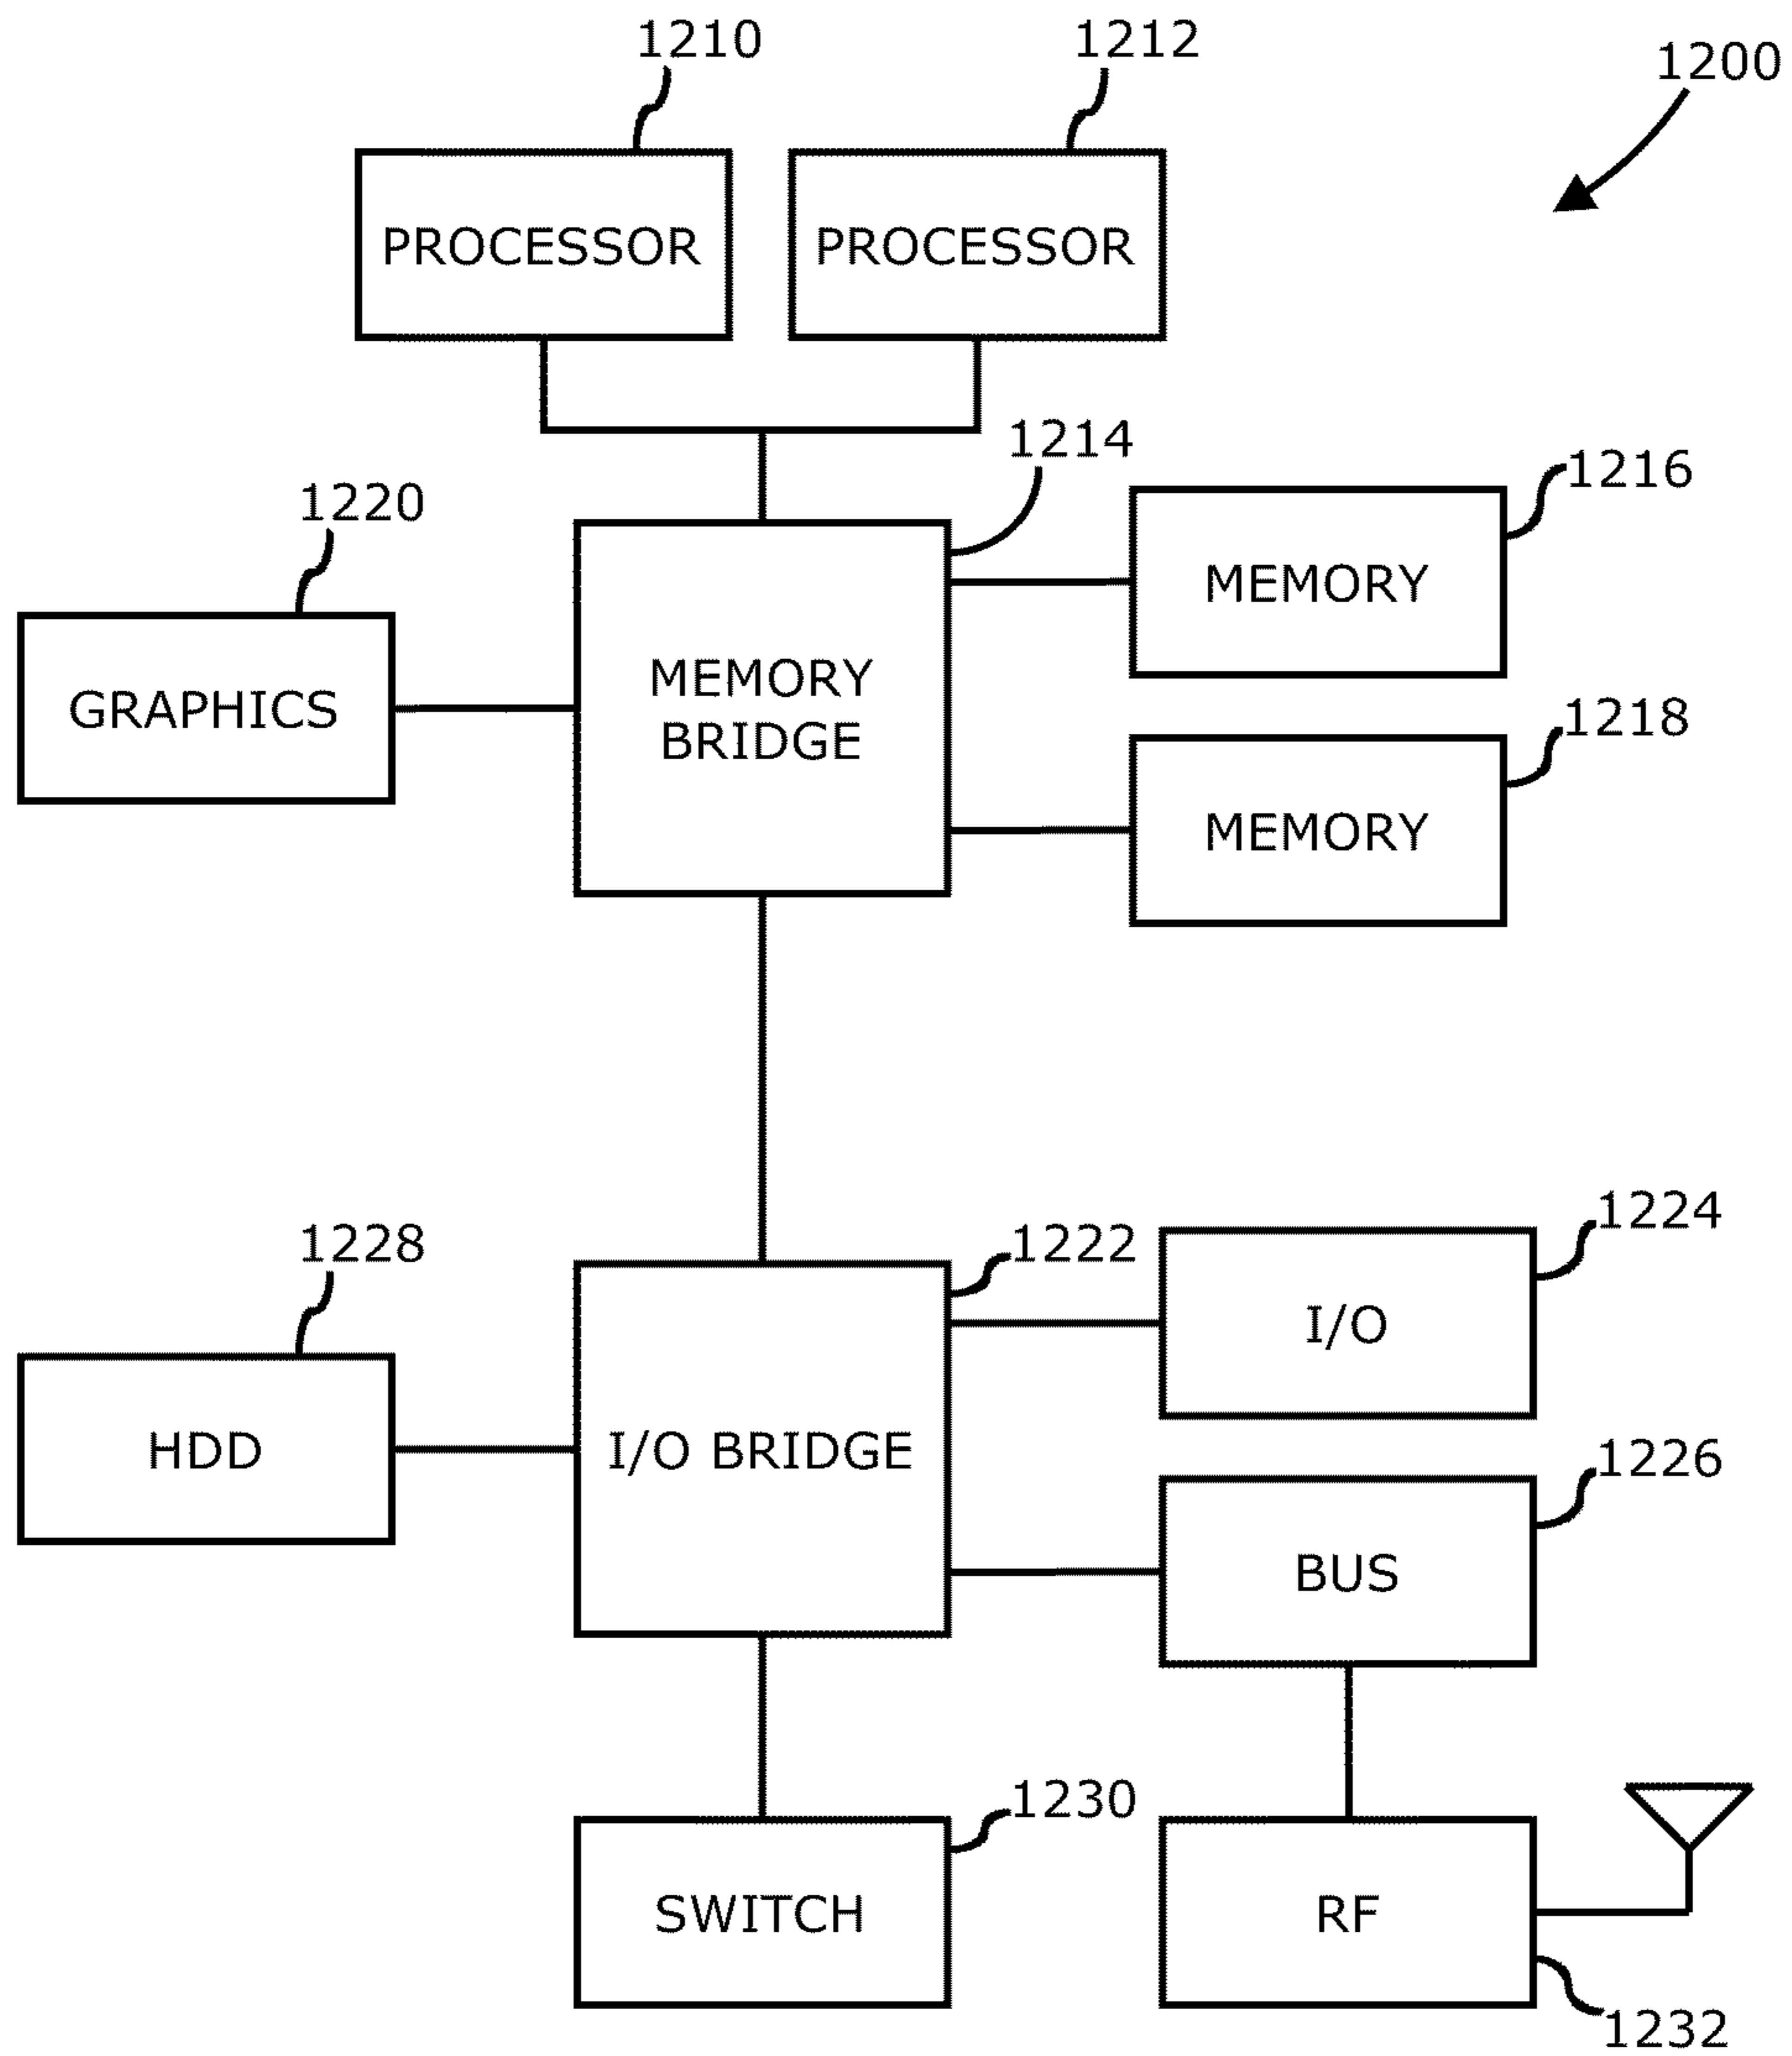 1210
1212
1200
PROCESSOR
PROCESSOR
1214
1216
1220
MEMORY
GRAPHICS
MEMORY
BRIDGE
1218
MEMORY
1228
1222
1224
I/O
HDD
I/O BRIDGE
1226
BUS
1230
SWITCH
RF
1232